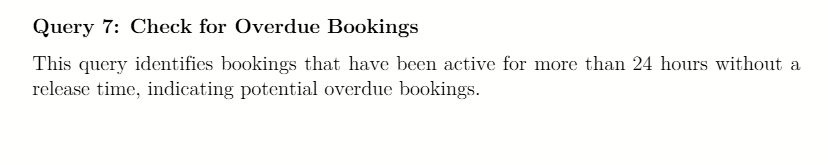 Query 7: Check for Overdue Bookings
This query identifies bookings that have been active for more than 24 hours without a
release time, indicating potential overdue bookings.